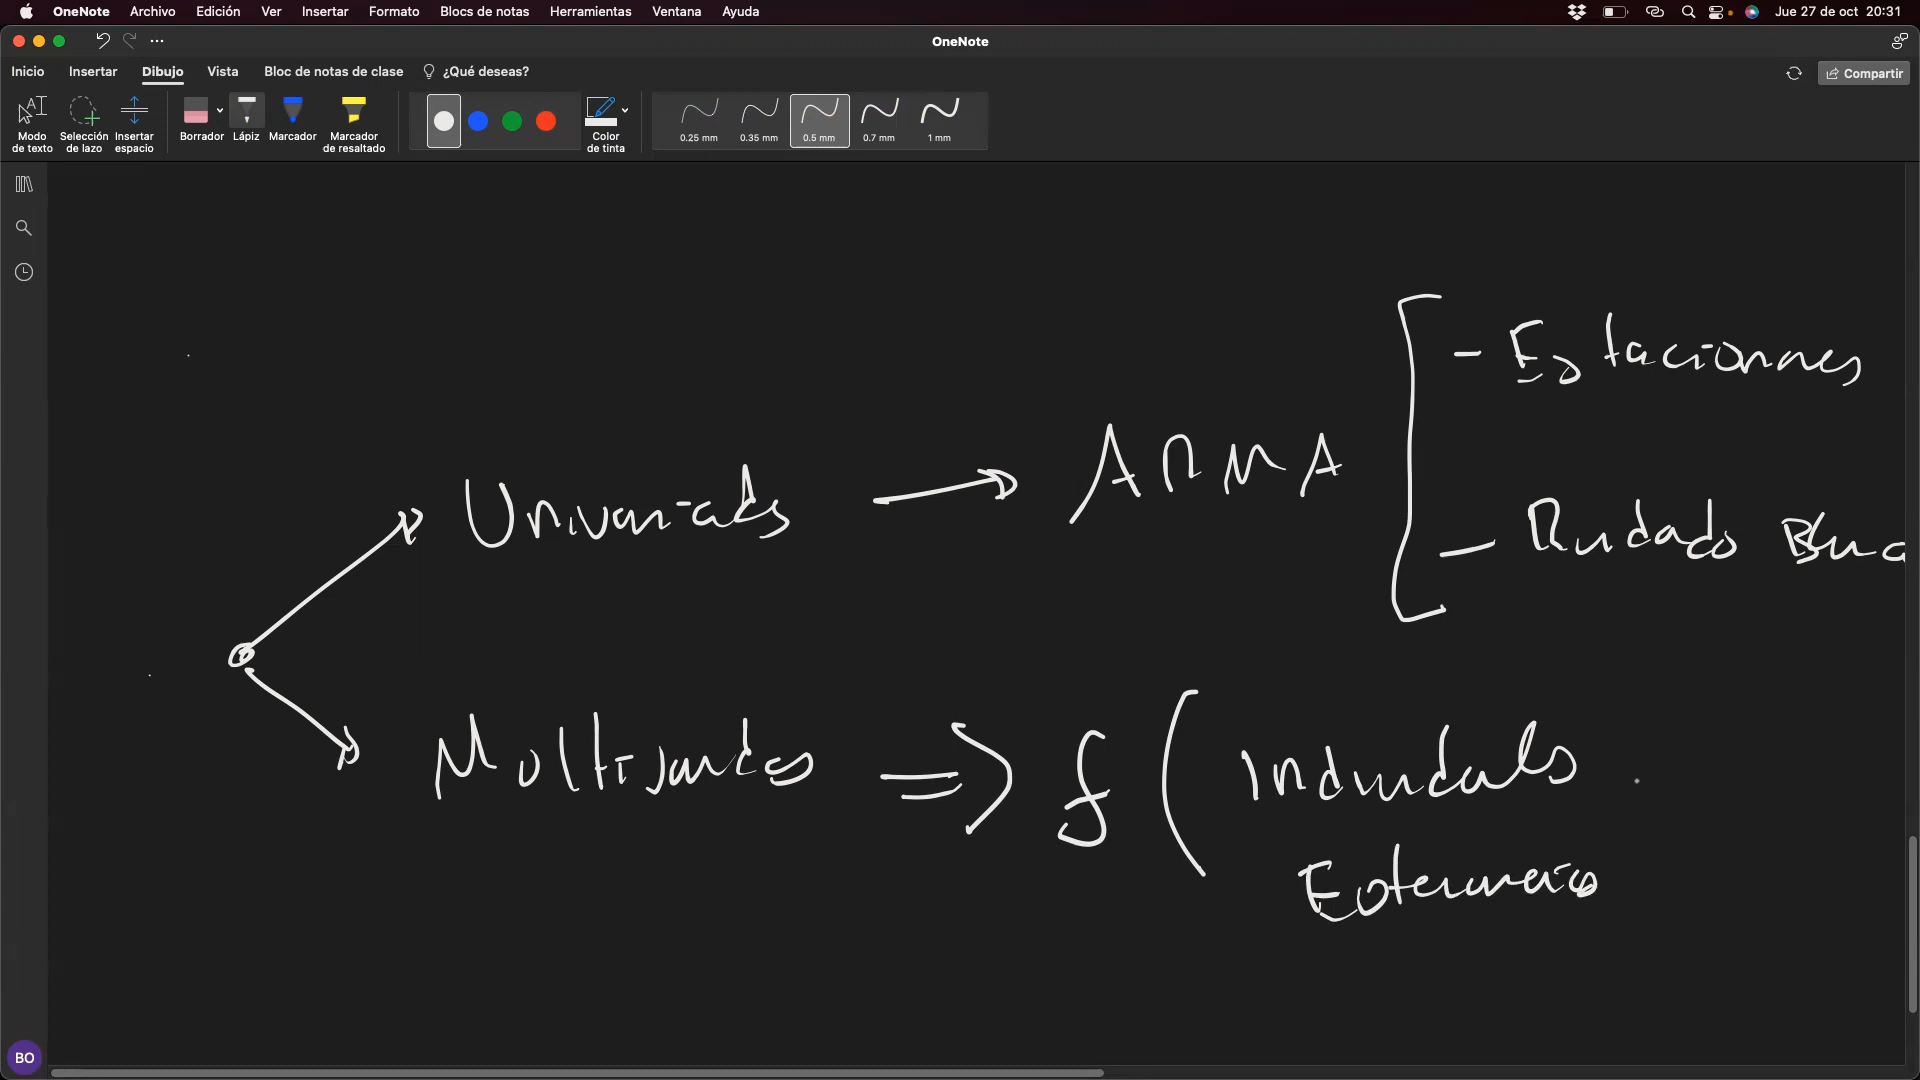 OneNote Archivo Edición Ver Insertar Formato Blocs de notas Herramientas Ventana Ayuda Jue 27 de oct 20:31
OneNote
Inicio Insertar Dibujo Vista Bloc de notas de clase ¿Qué deseas? Compartir
Modo de texto
Selección de lazo
Insertar espacio
Borrador
Lápiz
Marcador
Marcador de resaltado
Color de tinta
0.25 mm
0.35 mm
0.5 mm
0.7 mm
1 mm
- Estacionarios
Univariados → ARMA
- Ruidado
Multivariados => f ( Individuales
BO